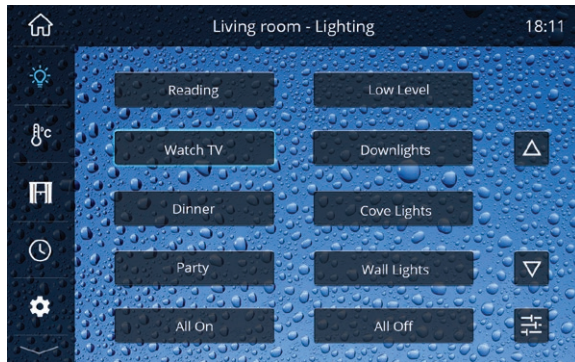 Living room - Lighting 18:11
Reading Low Level
°c
Watch TV Downlights
Dinner Cove Lights
Party Wall Lights
All On All Off